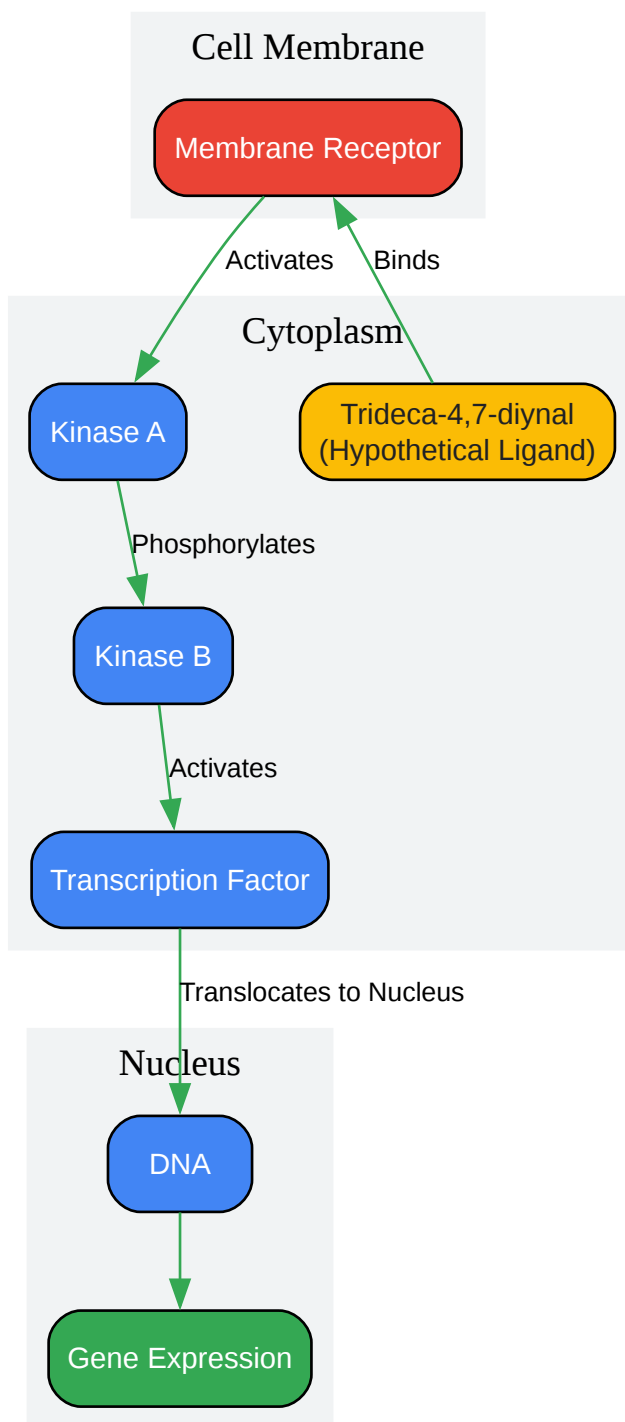 Cell Membrane
Membrane Receptor
Activates
Binds
Cytoplasm
Kinase A
Trideca-4,7-diynal
(Hypothetical Ligand)
Phosphorylates
Kinase B
Activates
Transcription Factor
Translocates to Nucleus
Nucleus
DNA
Gene Expression